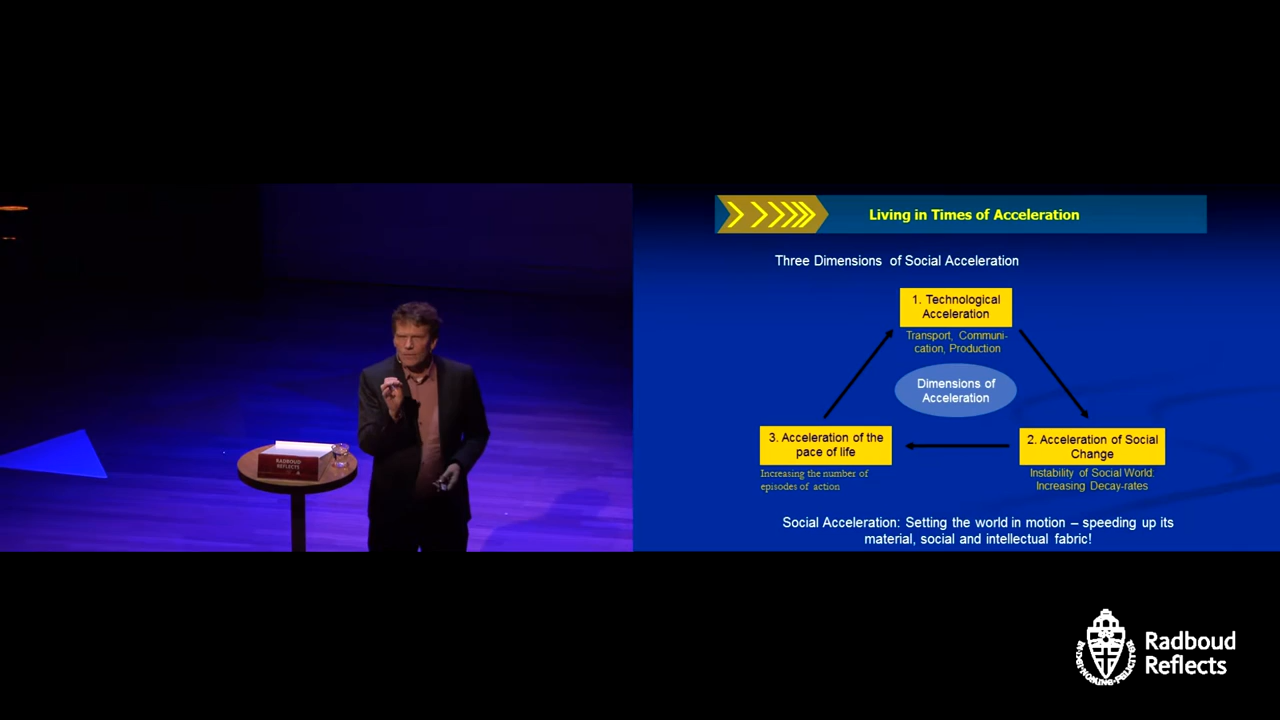 Living in Times of Acceleration
Three Dimensions of Social Acceleration
1. Technological
Acceleration
Transport, Communi-
cation, Production
Dimensions of
Acceleration
3. Acceleration of the
pace of life
Increasing the number of
episodes of action
2. Acceleration of Social
Change
Instability of Social World:
Increasing Decay-rates
Social Acceleration: Setting the world in motion – speeding up its
material, social and intellectual fabric!
RADBOUD
REFLECTS
Radboud
Reflects